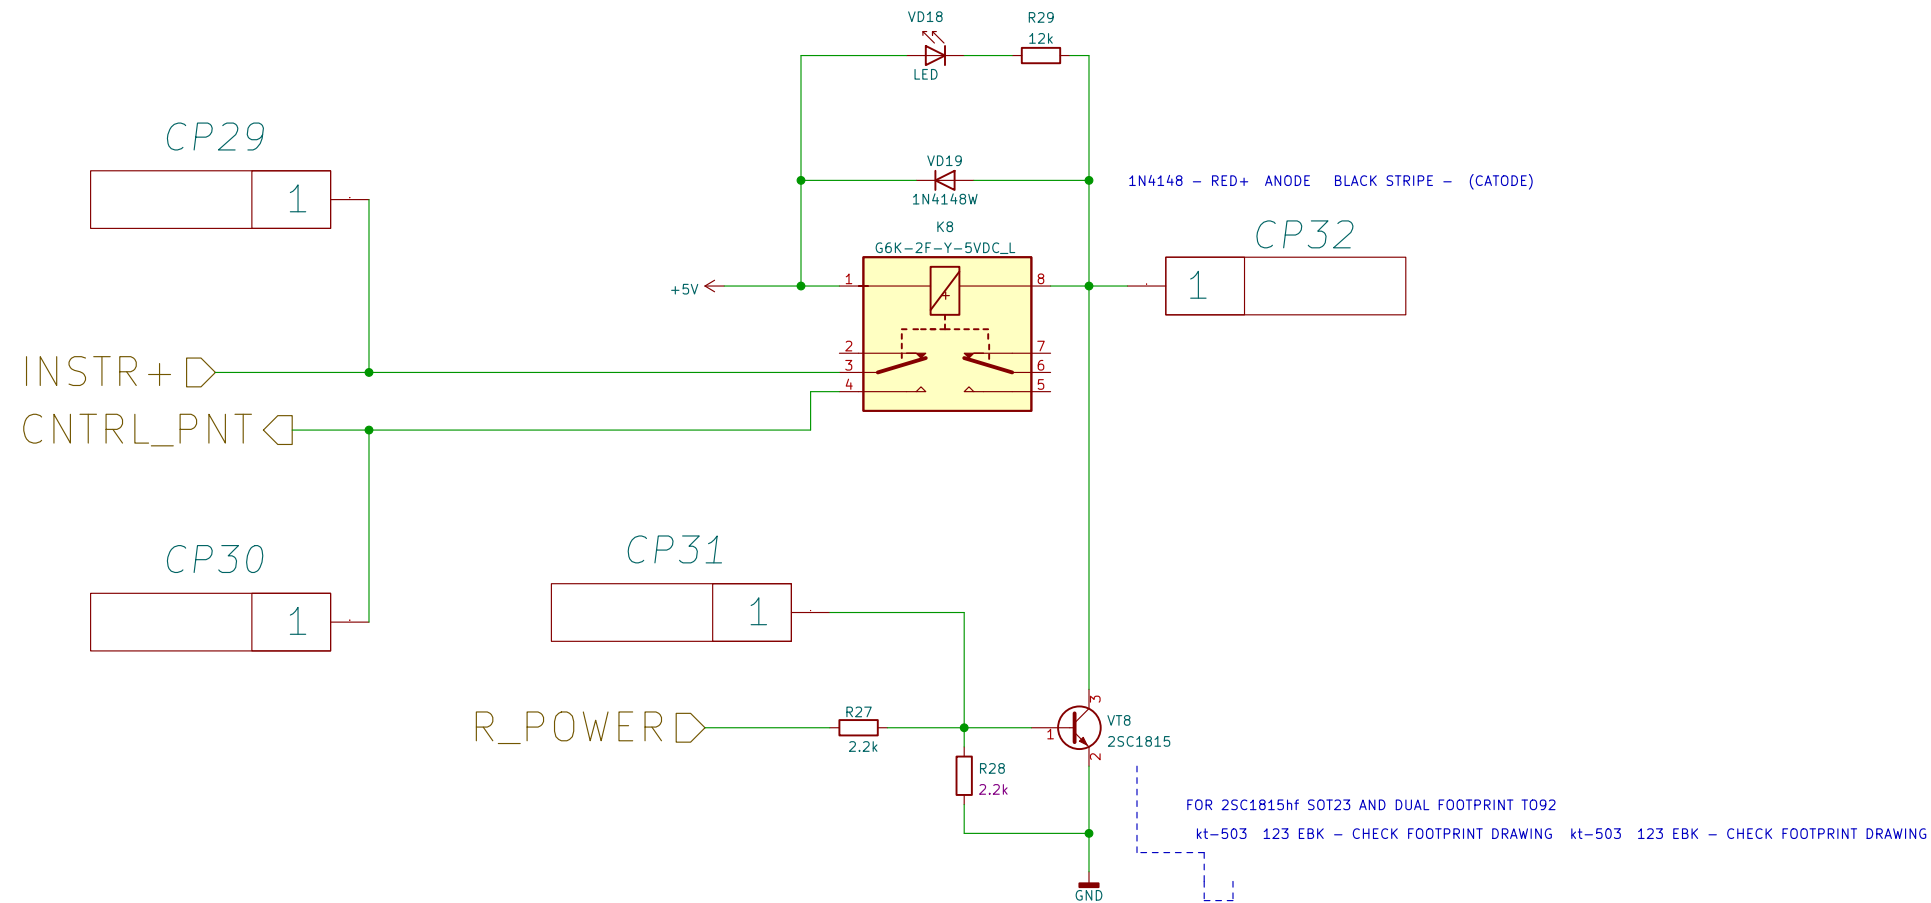 VD18
R29
12k
LED
CP29
1
VD19
1N4148 - RED+  ANODE   BLACK STRIPE -  (CATODE)
1N4148W
K8
G6K-2F-Y-5VDC_L
CP32
1
+5V
1
8
2
7
3
6
4
5
INSTR+
CNTRL_PNT
CP30
1
CP31
1
R_POWER
R27
2.2k
3
VT8
1
2SC1815
2
R28
2.2k
FOR 2SC1815hf SOT23 AND DUAL FOOTPRINT TO92
kt-503  123 EBK - CHECK FOOTPRINT DRAWING  kt-503  123 EBK - CHECK FOOTPRINT DRAWING
GND